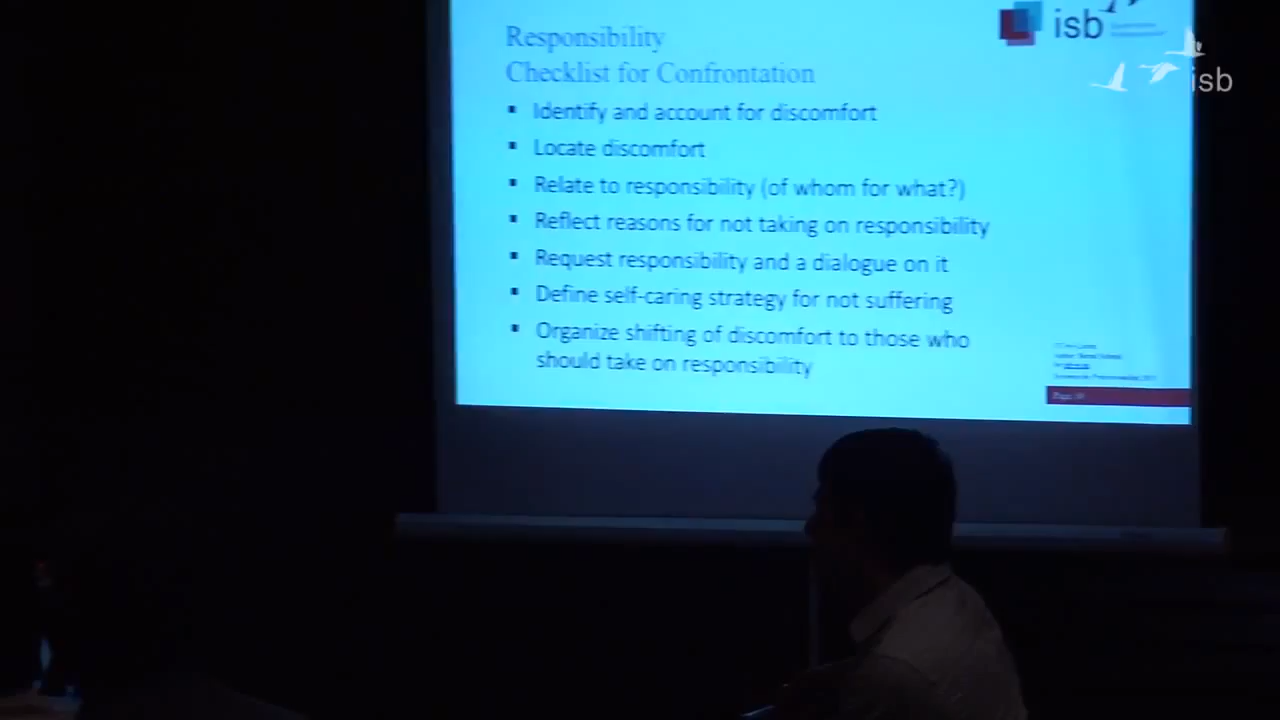 Responsibility
Checklist for Confrontation
▪ Identify and account for discomfort
▪ Locate discomfort
▪ Relate to responsibility (of whom for what?)
▪ Reflect reasons for not taking on responsibility
▪ Request responsibility and a dialogue on it
▪ Define self-caring strategy for not suffering
▪ Organize shifting of discomfort to those who
should take on responsibility
isb
isb
Page